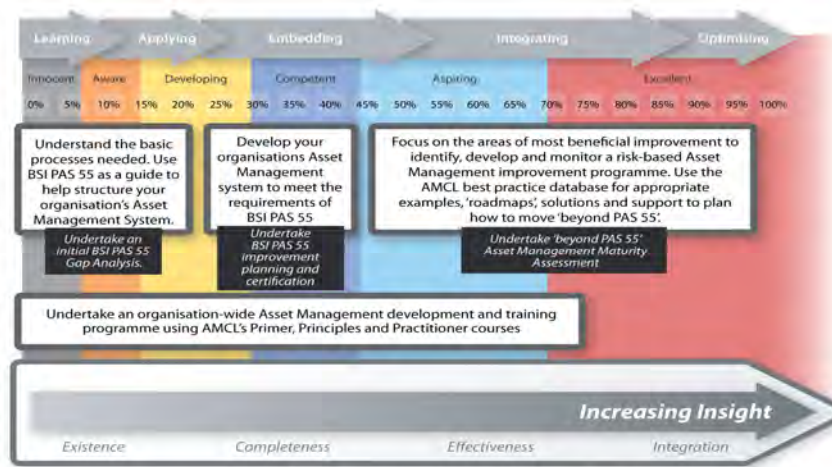 Learning Applying Embedding Integrating Optimising
Innocent Aware Developing Competent Aspiring Excellent
0% 5% 10% 15% 20% 25% 30% 35% 40% 45% 50% 55% 60% 65% 70% 75% 80% 85% 90% 95% 100%
Understand the basic
processes needed. Use
BSI PAS 55 as a guide to
help structure your
organisation's Asset
Management System.
Undertake an
initial BSI PAS 55
Gap Analysis.
Develop your
organisations Asset
Management
system to meet the
requirements of
BSI PAS 55
Undertake
BSI PAS 55
improvement
planning and
certification
Focus on the areas of most beneficial improvement to
identify, develop and monitor a risk-based Asset
Management improvement programme. Use the
AMCL best practice database for appropriate
examples, 'roadmaps', solutions and support to plan
how to move 'beyond PAS 55'.
Undertake 'beyond PAS 55'
Asset Management Maturity
Assessment
Undertake an organisation-wide Asset Management development and training
programme using AMCL's Primer, Principles and Practitioner courses
Increasing Insight
Existence Completeness Effectiveness Integration